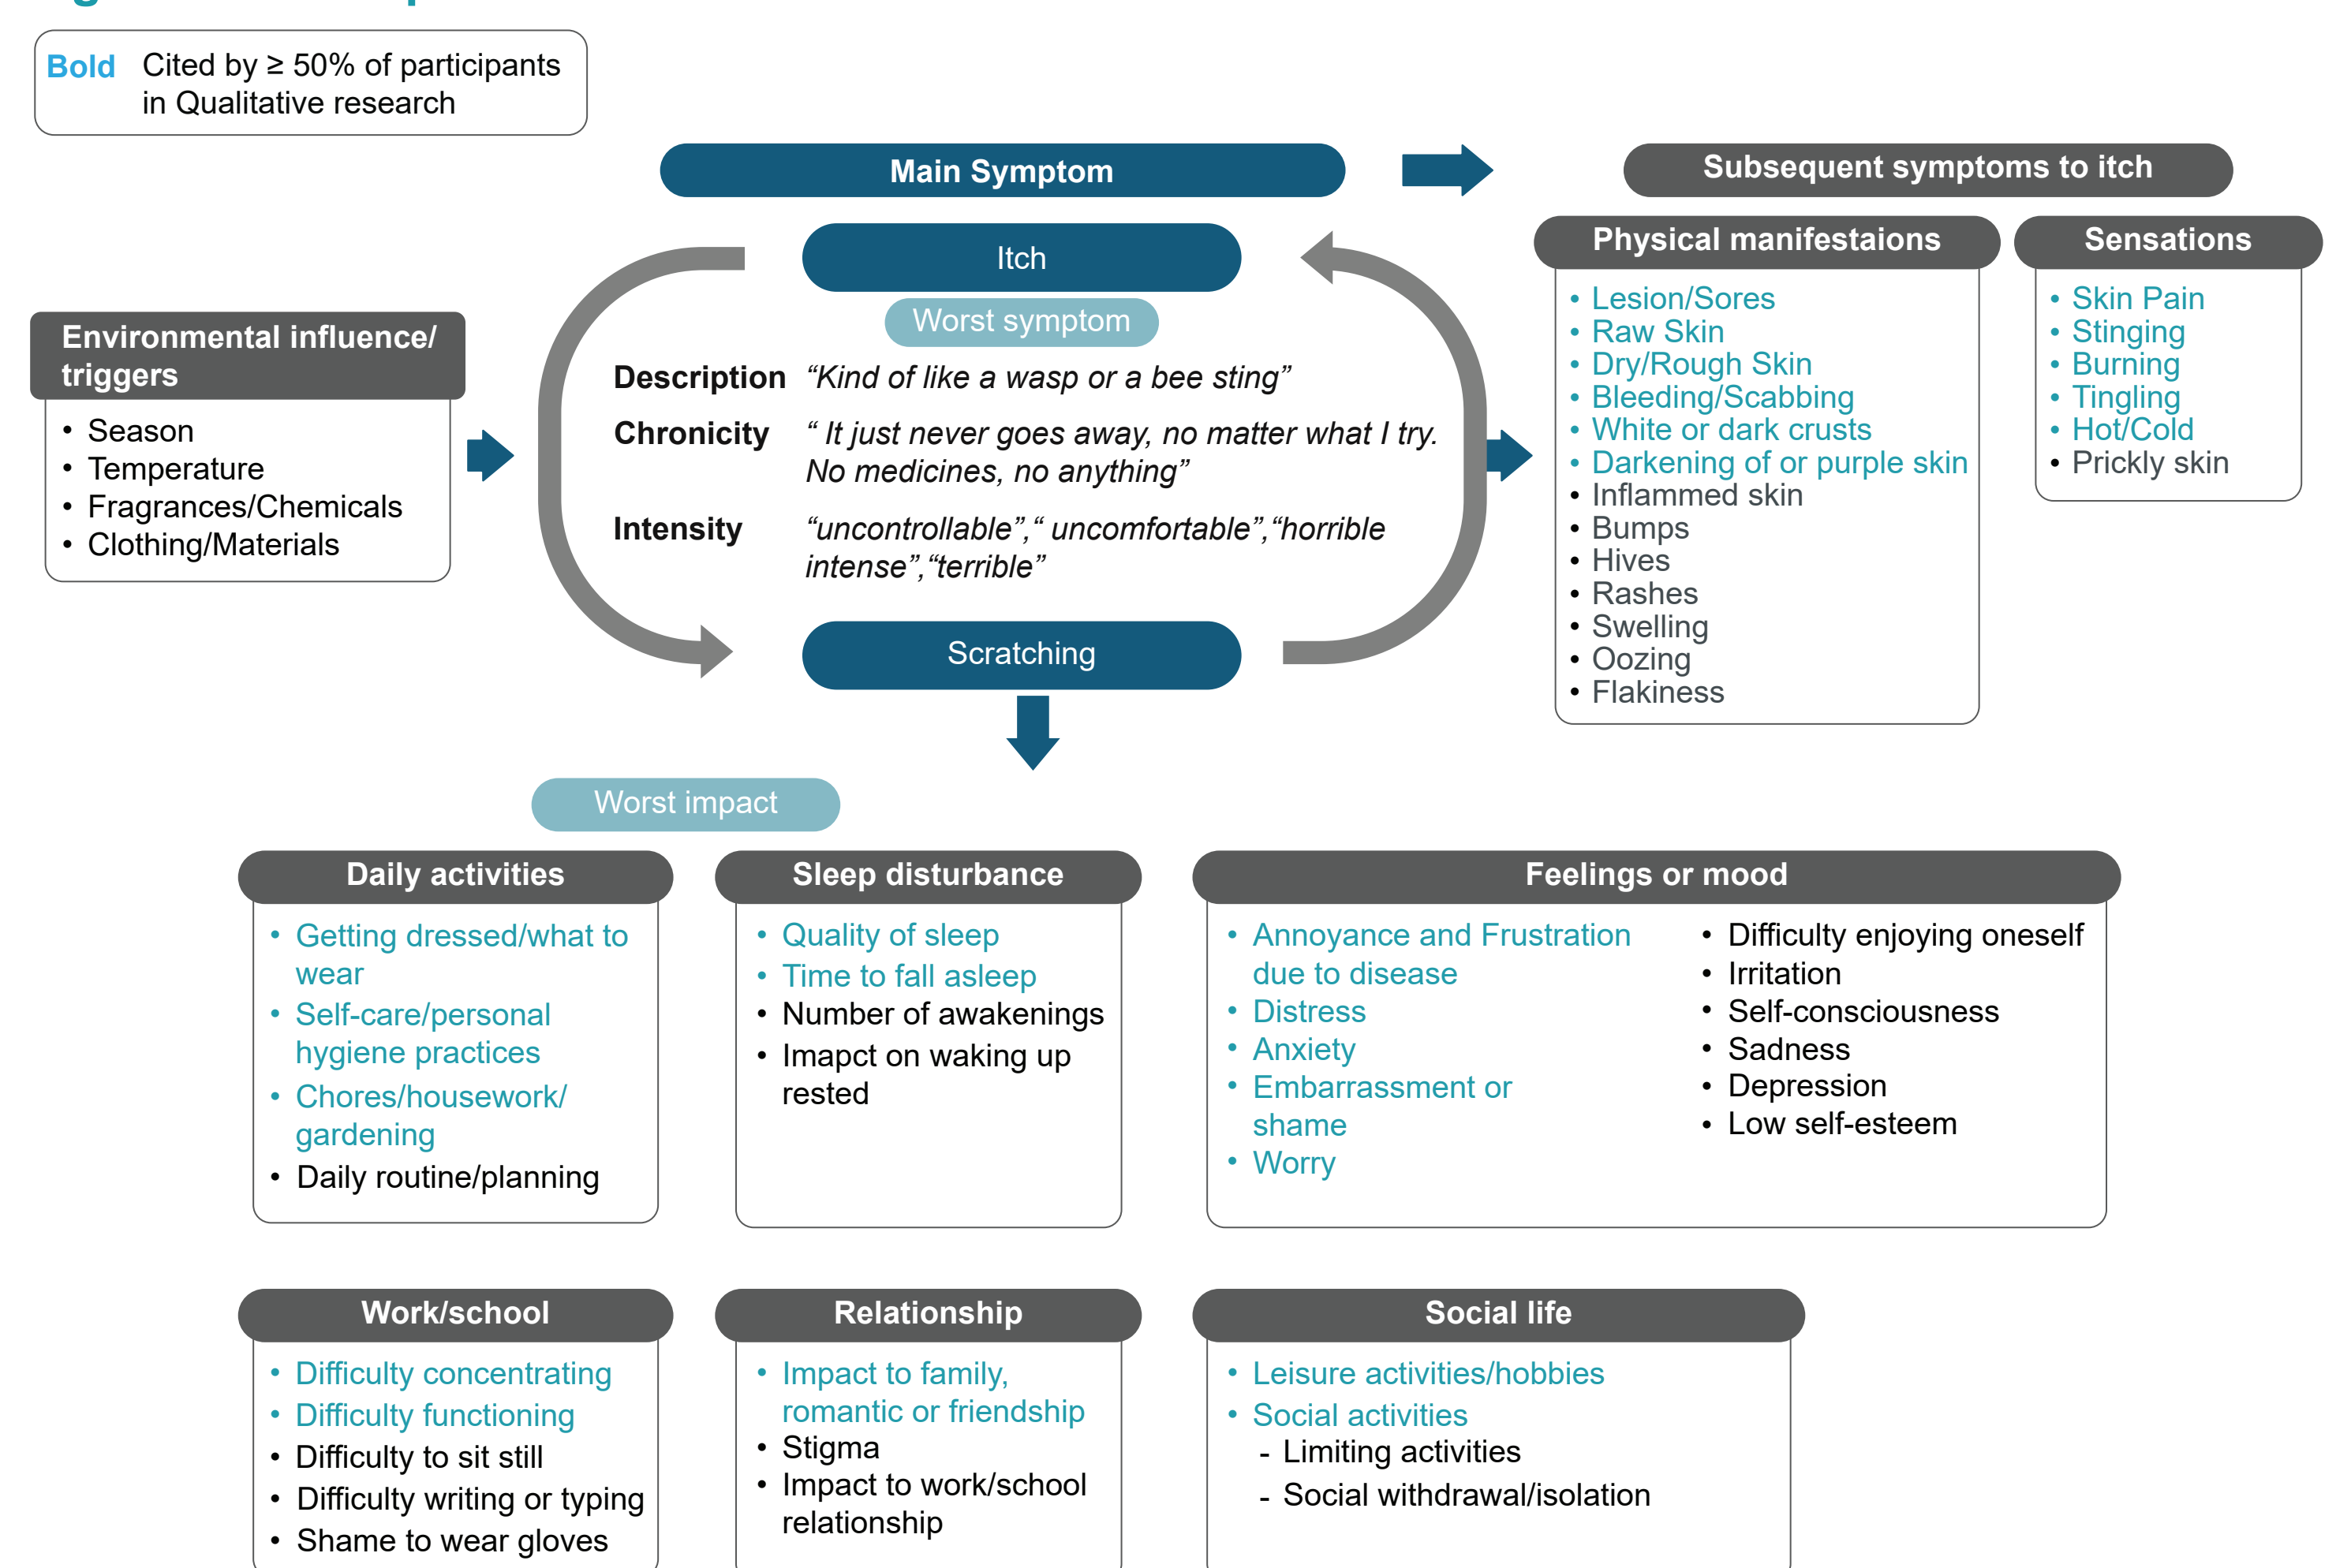 Bold Cited by ≥ 50% of participants
in Qualitative research
Main Symptom
Subsequent symptoms to itch
Itch
Worst symptom
Environmental influence/
triggers
• Season
• Temperature
• Fragrances/Chemicals
• Clothing/Materials
Description “Kind of like a wasp or a bee sting”
Chronicity “ It just never goes away, no matter what I try.
No medicines, no anything”
Intensity “uncontrollable”,“ uncomfortable”,“horrible
intense”,“terrible”
Scratching
Physical manifestaions
• Lesion/Sores
• Raw Skin
• Dry/Rough Skin
• Bleeding/Scabbing
• White or dark crusts
• Darkening of or purple skin
• Inflammed skin
• Bumps
• Hives
• Rashes
• Swelling
• Oozing
• Flakiness
Sensations
• Skin Pain
• Stinging
• Burning
• Tingling
• Hot/Cold
• Prickly skin
Worst impact
Daily activities
• Getting dressed/what to
wear
• Self-care/personal
hygiene practices
• Chores/housework/
gardening
• Daily routine/planning
Sleep disturbance
• Quality of sleep
• Time to fall asleep
• Number of awakenings
• Imapct on waking up
rested
Feelings or mood
• Annoyance and Frustration
due to disease
• Distress
• Anxiety
• Embarrassment or
shame
• Worry
• Difficulty enjoying oneself
• Irritation
• Self-consciousness
• Sadness
• Depression
• Low self-esteem
Work/school
• Difficulty concentrating
• Difficulty functioning
• Difficulty to sit still
• Difficulty writing or typing
• Shame to wear gloves
Relationship
• Impact to family,
romantic or friendship
• Stigma
• Impact to work/school
relationship
Social life
• Leisure activities/hobbies
• Social activities
- Limiting activities
- Social withdrawal/isolation